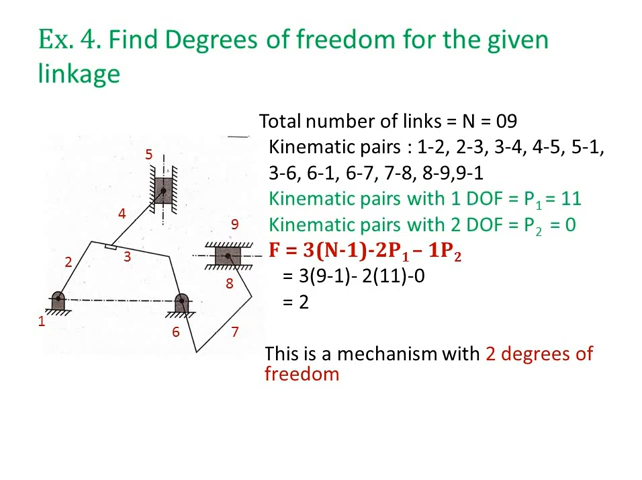 Ex. 4. Find Degrees of freedom for the given
linkage
Total number of links = N = 09
Kinematic pairs : 1-2, 2-3, 3-4, 4-5, 5-1,
3-6, 6-1, 6-7, 7-8, 8-9,9-1
Kinematic pairs with 1 DOF = P1 = 11
Kinematic pairs with 2 DOF = P2 = 0
F = 3(N-1)-2P1 – 1P2
= 3(9-1)- 2(11)-0
= 2
This is a mechanism with 2 degrees of
freedom
5
4
9
3
2
8
1
6
7